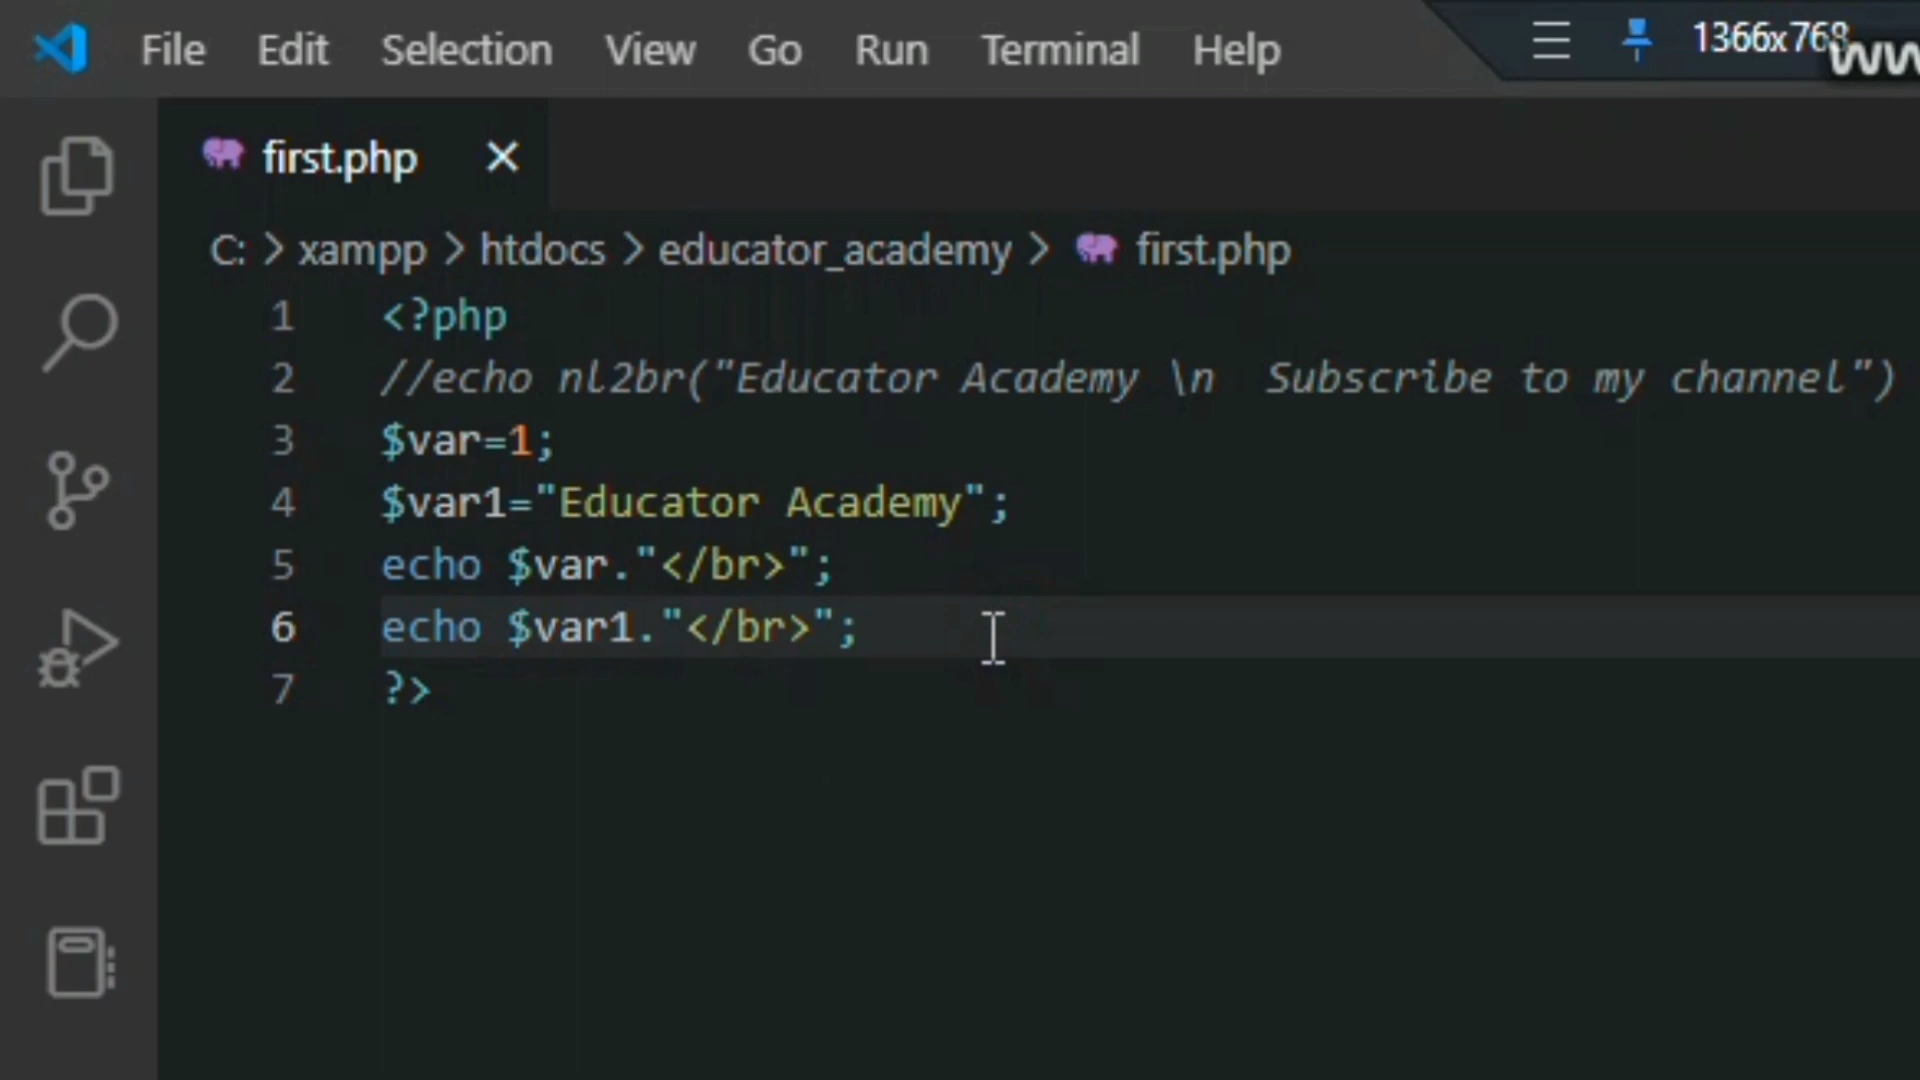 File Edit Selection View Go Run Terminal Help 1366x768
first.php
C: > xampp > htdocs > educator_academy > first.php
1 <?php
2 //echo nl2br("Educator Academy \n  Subscribe to my channel")
3 $var=1;
4 $var1="Educator Academy";
5 echo $var."</br>";
6 echo $var1."</br>";
7 ?>